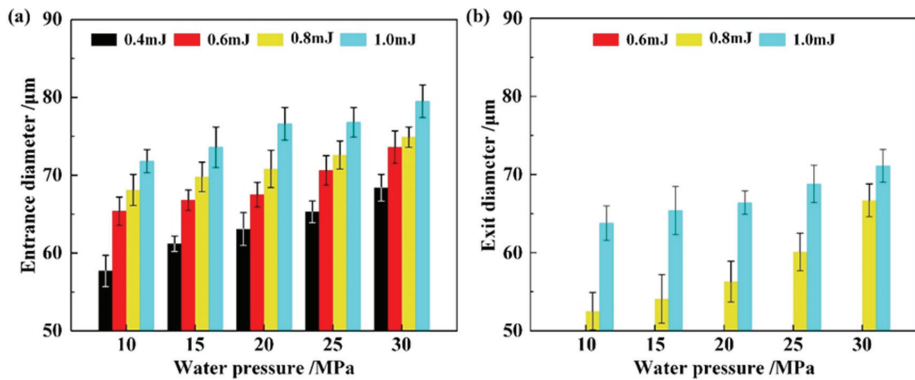 (a)
90
80
70
60
50
Entrance diameter /μm
0.4mJ 0.6mJ 0.8mJ 1.0mJ
10 15 20 25 30
Water pressure /MPa
(b)
90
80
70
60
50
Exit diameter /μm
0.6mJ 0.8mJ 1.0mJ
10 15 20 25 30
Water pressure /MPa